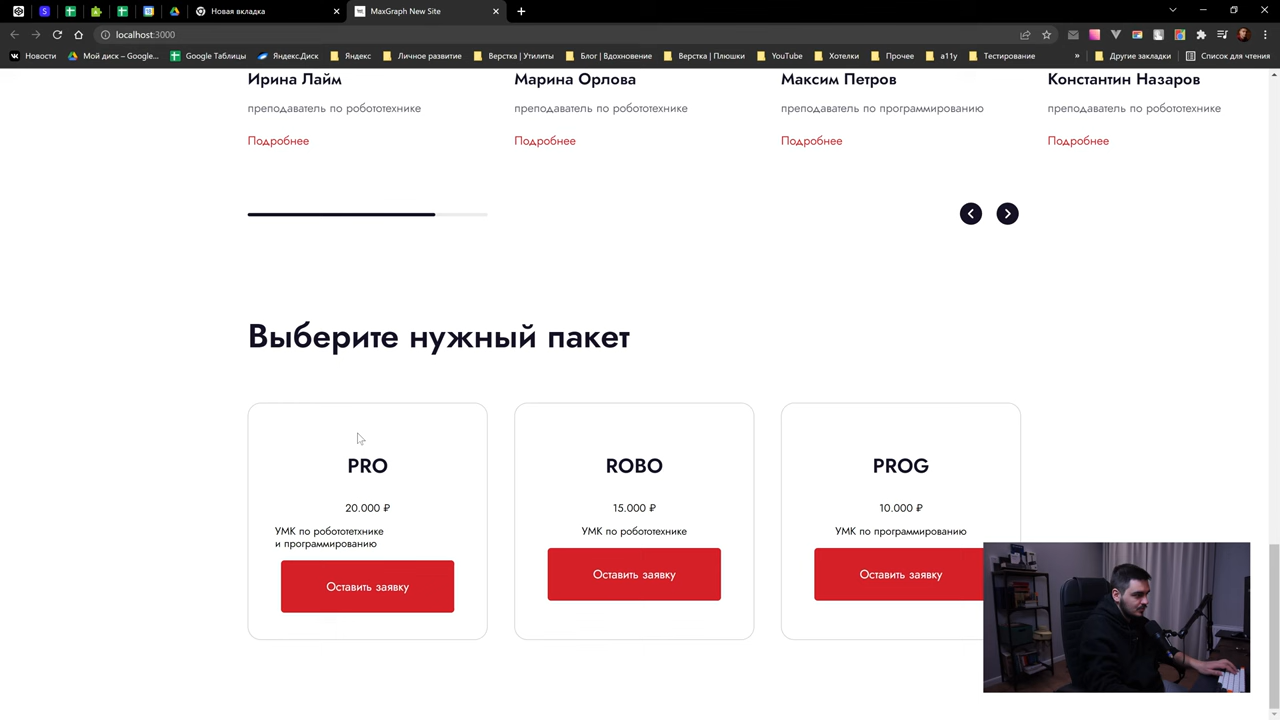 Новая вкладка
MaxGraph New Site
localhost:3000
Новости
Мой диск – Google...
Google Таблицы
Яндекс.Диск
Яндекс
Личное развитие
Верстка | Утилиты
Блог | Вдохновение
Верстка | Плюшки
YouTube
Хотелки
Прочее
a11y
Тестирование
»
Другие закладки
Список для чтения
Ирина Лайм
Марина Орлова
Максим Петров
Константин Назаров
преподаватель по робототехнике
преподаватель по робототехнике
преподаватель по программированию
преподаватель по робототехнике
Подробнее
Подробнее
Подробнее
Подробнее
Выберите нужный пакет
PRO
20.000 ₽
УМК по робототетхнике
и программированию
Оставить заявку
ROBO
15.000 ₽
УМК по робототехнике
Оставить заявку
PROG
10.000 ₽
УМК по программированию
Оставить заявку